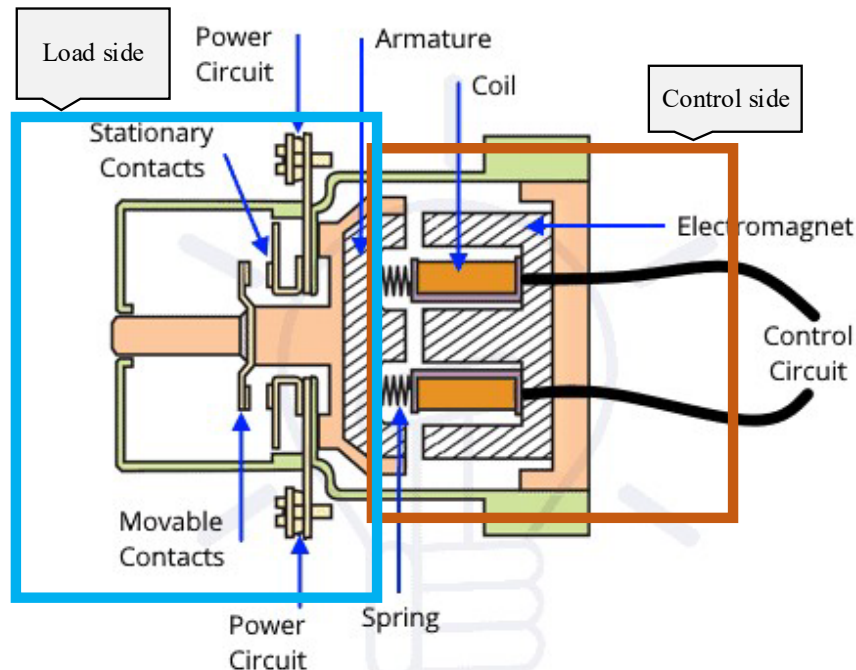 Load side
Power
Circuit
Armature
Coil
Control side
Stationary
Contacts
Electromagnet
Control
Circuit
Movable
Contacts
Spring
Power
Circuit